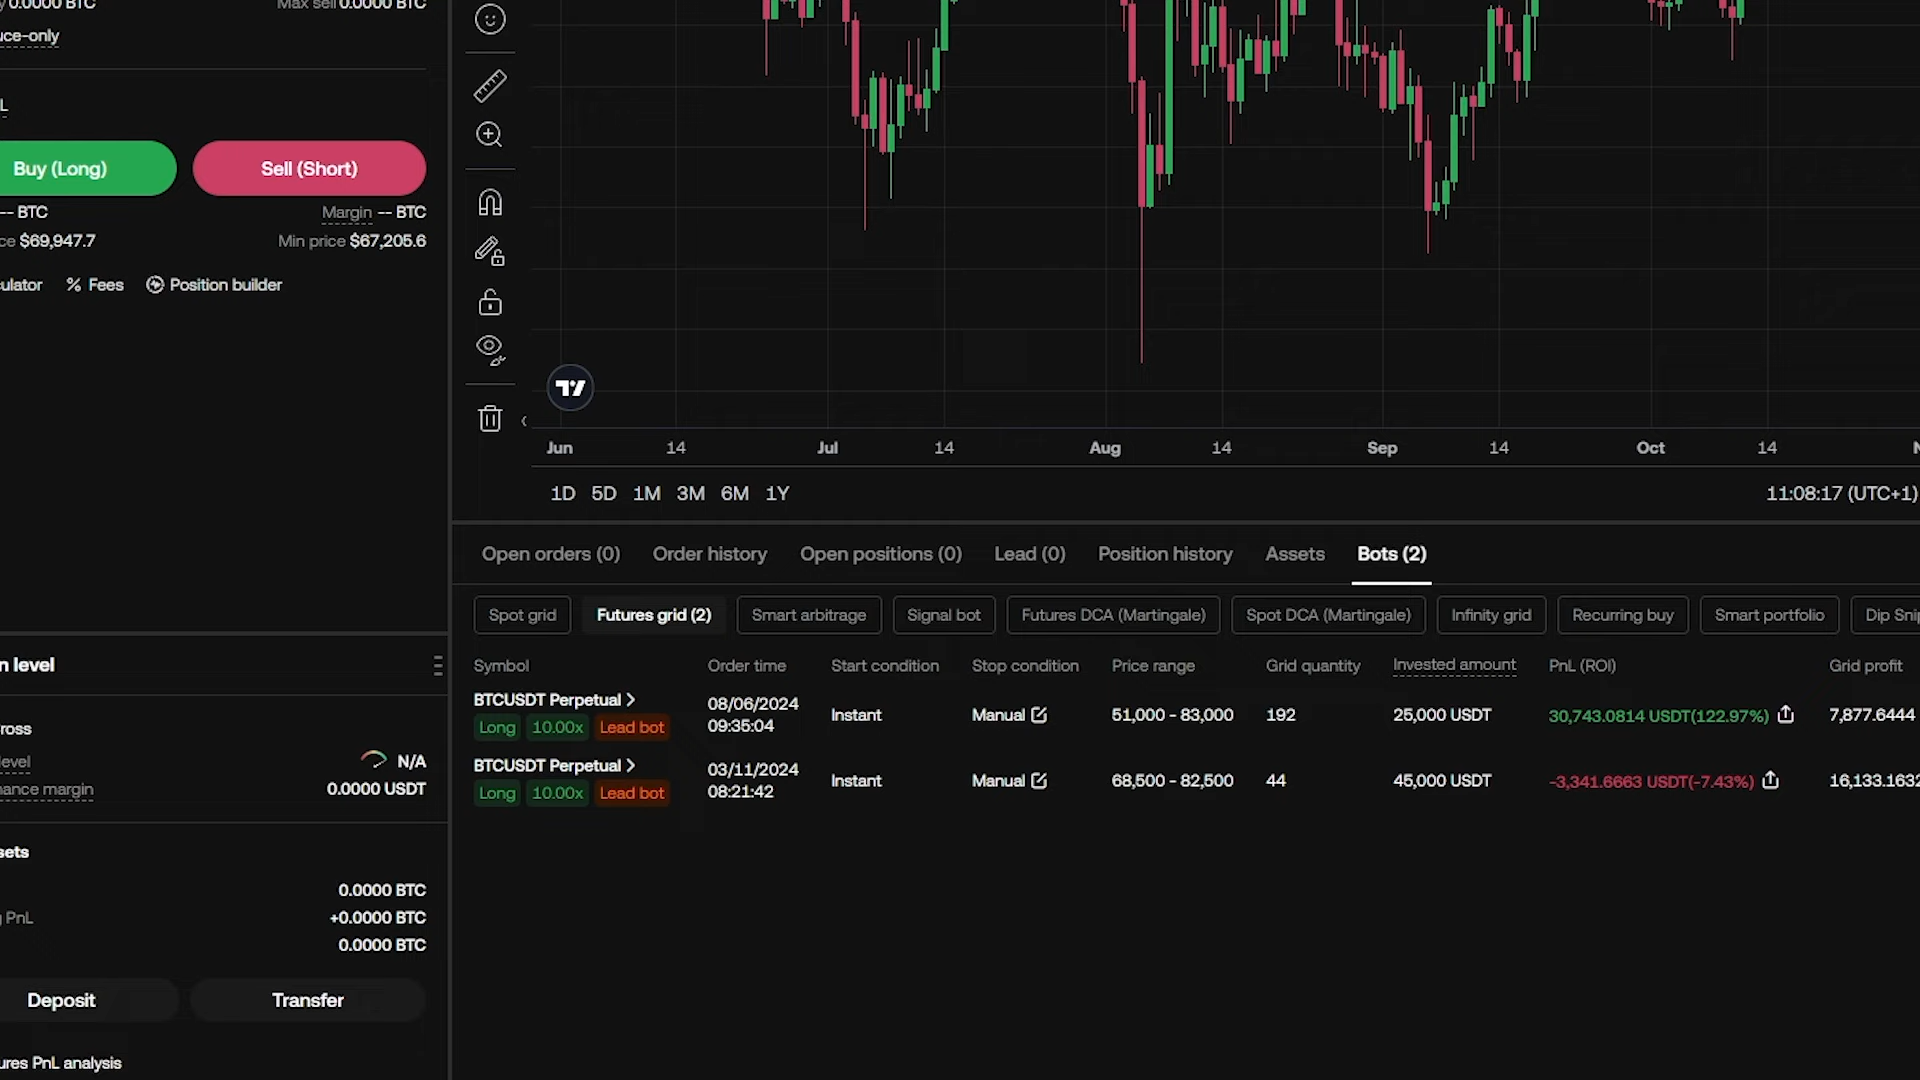 0.0000 BTC
Max sell 0.0000 BTC
uce-only
L
Buy (Long)
Sell (Short)
-- BTC
Margin -- BTC
ce $69,947.7
Min price $67,205.6
ulator
% Fees
Position builder
Jun 14 Jul 14 Aug 14 Sep 14 Oct 14
1D 5D 1M 3M 6M 1Y
11:08:17 (UTC+1)
Open orders (0) Order history Open positions (0) Lead (0) Position history Assets Bots (2)
Spot grid Futures grid (2) Smart arbitrage Signal bot Futures DCA (Martingale) Spot DCA (Martingale) Infinity grid Recurring buy Smart portfolio Dip Snip
Symbol Order time Start condition Stop condition Price range Grid quantity Invested amount PnL (ROI) Grid profit
BTCUSDT Perpetual
Long 10.00x Lead bot
08/06/2024
09:35:04
Instant Manual 51,000 - 83,000 192 25,000 USDT 30,743.0814 USDT(122.97%) 7,877.6444
BTCUSDT Perpetual
Long 10.00x Lead bot
03/11/2024
08:21:42
Instant Manual 68,500 - 82,500 44 45,000 USDT -3,341.6663 USDT(-7.43%) 16,133.1632
n level
ross
level
N/A
nance margin
0.0000 USDT
sets
0.0000 BTC
g PnL
+0.0000 BTC
0.0000 BTC
Deposit
Transfer
ures PnL analysis